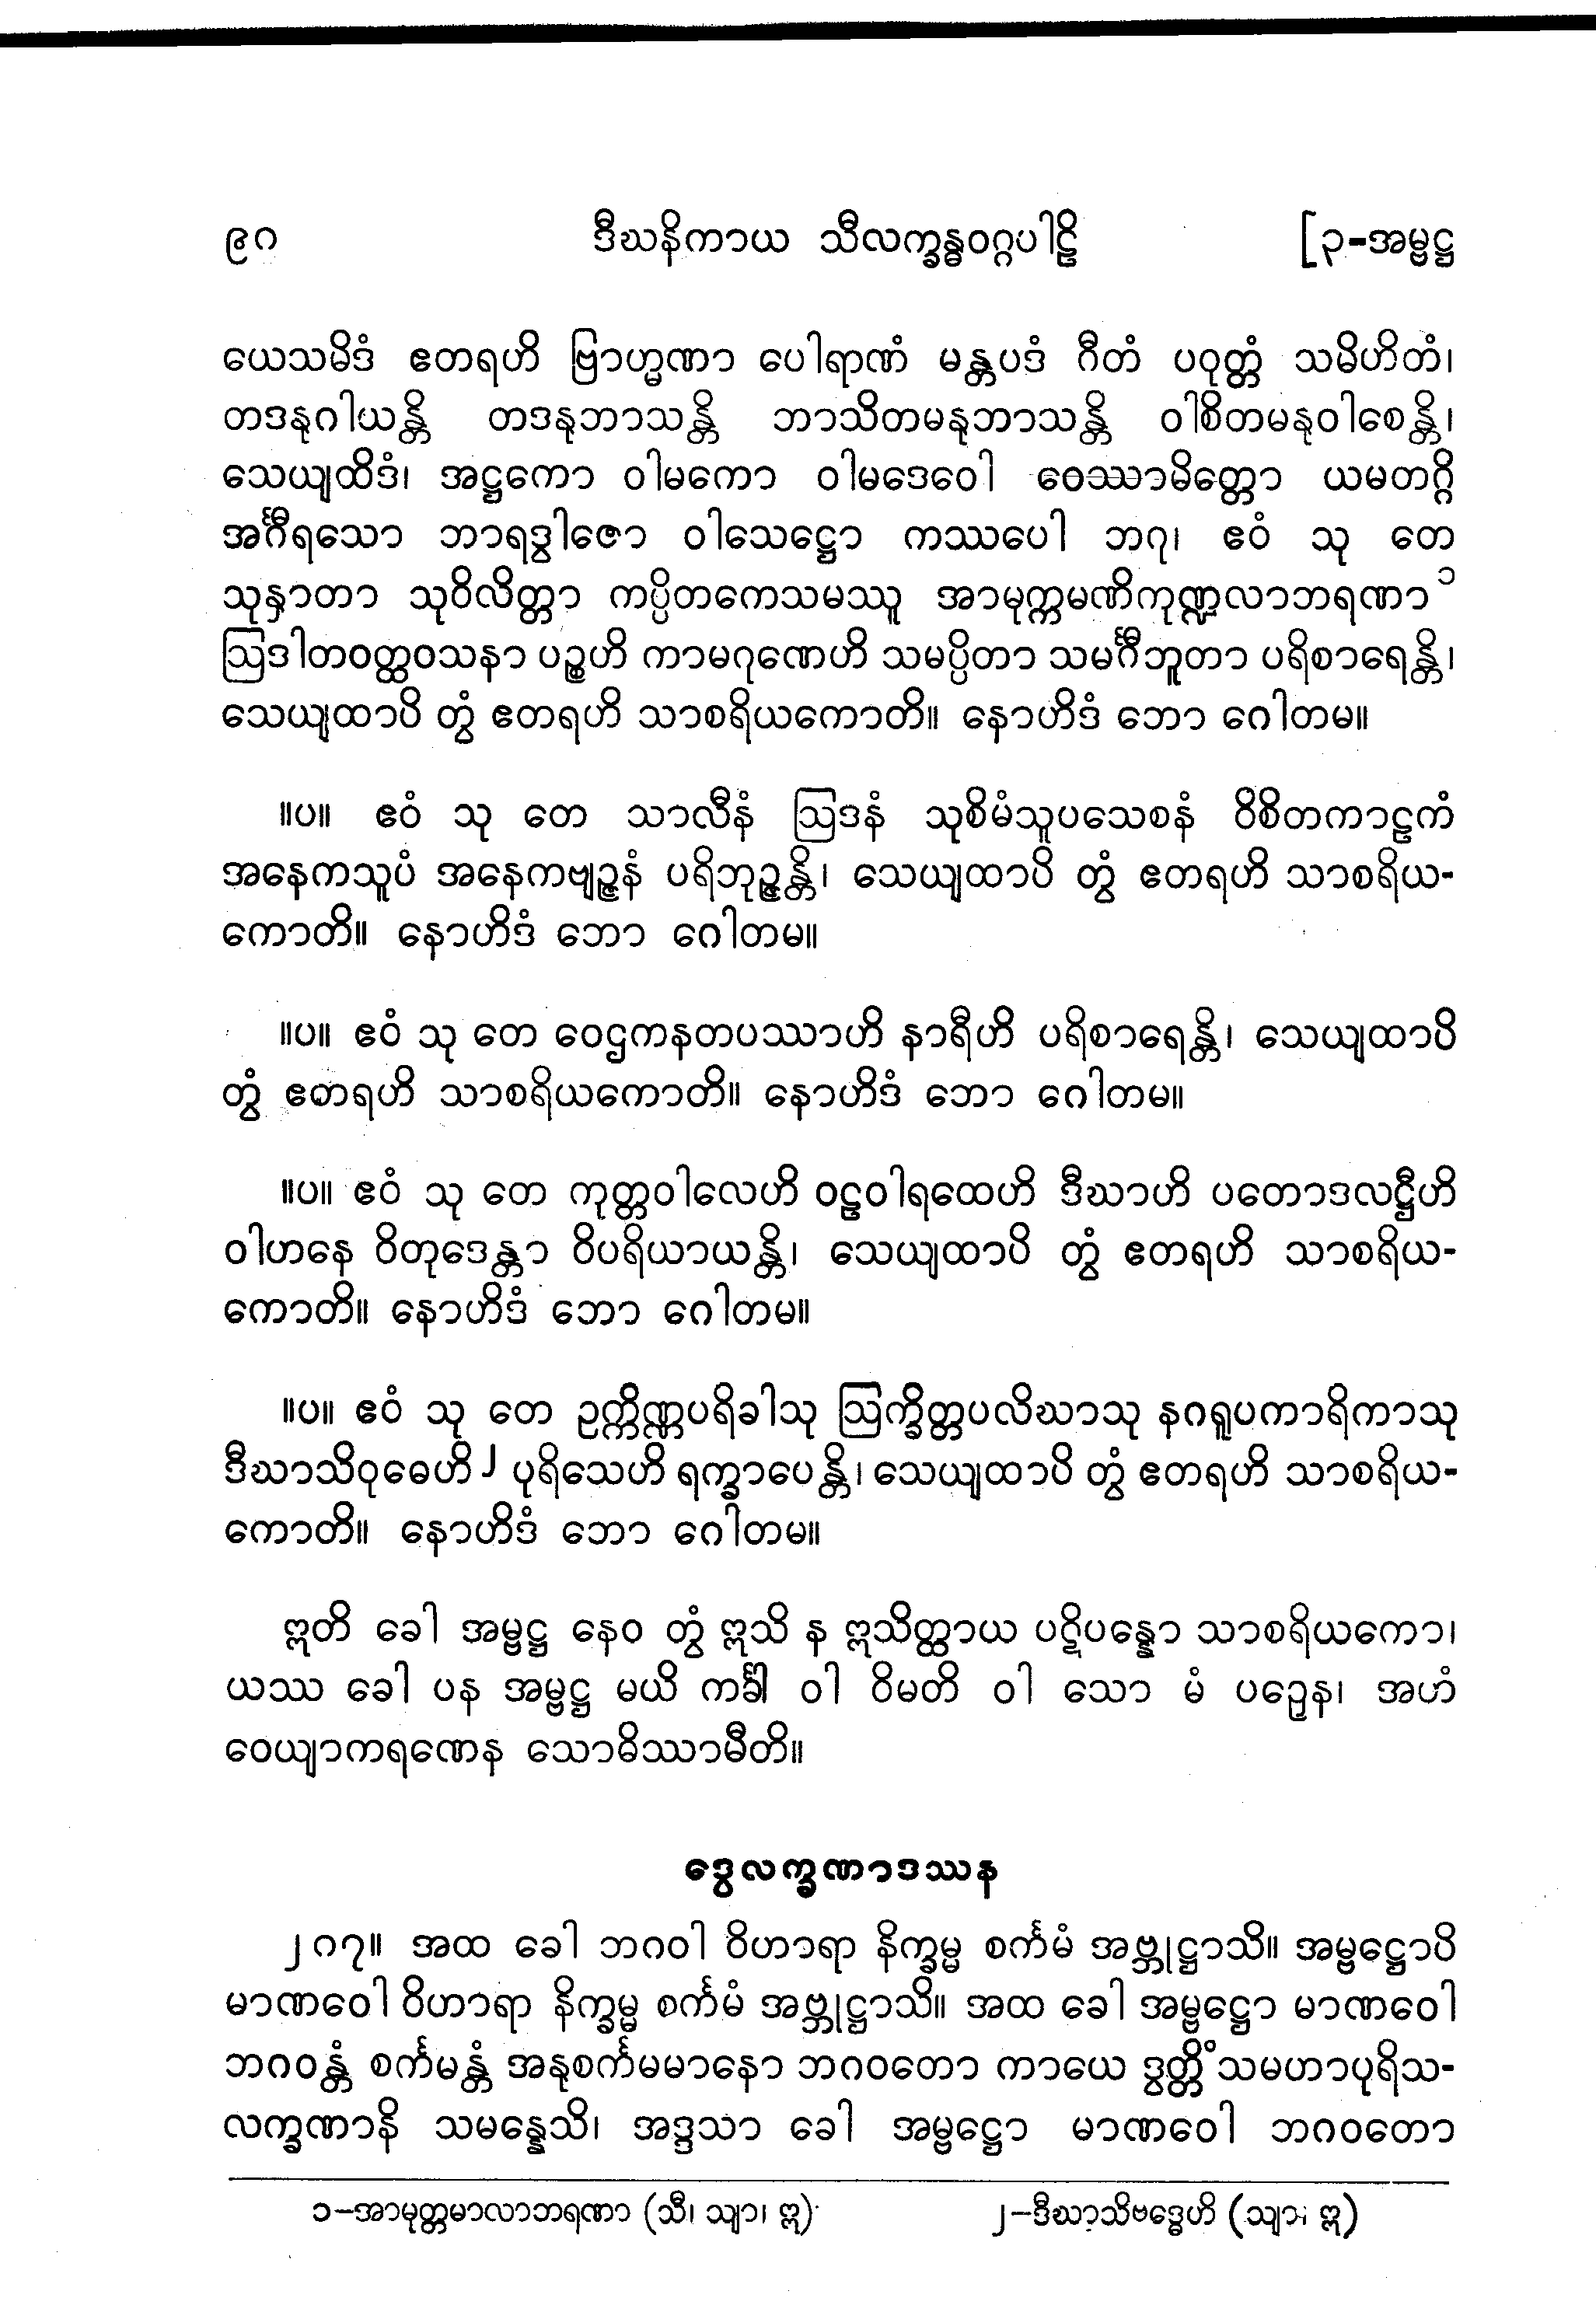 ၉၈ ဒီဃနိကာယ သီလက္ခန္ဓဝဂ္ဂပါဠိ [၃-အမ္ဗဋ္ဌ
ယေသမိဒံ ဧတရဟိ ဗြာဟ္မဏာ ပေါရာဏံ မန္တပဒံ ဂီတံ ပဝုတ္တံ သမိဟိတံ၊
တဒနုဂါယန္တိ တဒနုဘာသန္တိ ဘာသိတမနုဘာသန္တိ ဝါစိတမနုဝါစေန္တိ၊
သေယျထိဒံ၊ အဋ္ဌကော ဝါမကော ဝါမဒေဝေါ ဝေဿာမိတ္တော ယမတဂ္ဂိ
အင်္ဂီရသော ဘာရဒွါဇော ဝါသေဋ္ဌော ကဿပေါ ဘဂု၊ ဧဝံ သု တေ
သုနှာတာ သုဝိလိတ္တာ ကပ္ပိတကေသမဿူ အာမုက္ကမဏိကုဏ္ဍလာဘရဏာ ၁
ဩဒါတဝတ္ထဝသနာ ပဉ္စဟိ ကာမဂုဏေဟိ သမပ္ပိတာ သမင်္ဂီဘူတာ ပရိစာရေန္တိ၊
သေယျထာပိ တွံ ဧတရဟိ သာစရိယကောတိ။ နောဟိဒံ ဘော ဂေါတမ။
။ပ။ ဧဝံ သု တေ သာလီနံ ဩဒနံ သုစိမံသူပသေစနံ ဝိစိတကာဠကံ
အနေကသူပံ အနေကဗျဉ္ဇနံ ပရိဘုဉ္ဇန္တိ၊ သေယျထာပိ တွံ ဧတရဟိ သာစရိယ-
ကောတိ။ နောဟိဒံ ဘော ဂေါတမ။
။ပ။ ဧဝံ သု တေ ဝေဌကနတပဿာဟိ နာရီဟိ ပရိစာရေန္တိ၊ သေယျထာပိ
တွံ ဧတရဟိ သာစရိယကောတိ။ နောဟိဒံ ဘော ဂေါတမ။
။ပ။ ဧဝံ သု တေ ကုတ္တဝါလေဟိ ဝဠဝါရထေဟိ ဒီဃာဟိ ပတောဒလဋ္ဌီဟိ
ဝါဟနေ ဝိတုဒေန္တာ ဝိပရိယာယန္တိ၊ သေယျထာပိ တွံ ဧတရဟိ သာစရိယ-
ကောတိ။ နောဟိဒံ ဘော ဂေါတမ။
။ပ။ ဧဝံ သု တေ ဥက္ကိဏ္ဏပရိခါသု ဩက္ခိတ္တပလိဃာသု နဂရူပကာရိကာသု
ဒီဃာသိဝုဓေဟိ ၂ ပုရိသေဟိ ရက္ခာပေန္တိ၊ သေယျထာပိ တွံ ဧတရဟိ သာစရိယ-
ကောတိ။ နောဟိဒံ ဘော ဂေါတမ။
ဣတိ ခေါ အမ္ဗဋ္ဌ နေဝ တွံ ဣသိ န ဣသိတ္ထာယ ပဋိပန္နော သာစရိယကော၊
ယဿ ခေါ ပန အမ္ဗဋ္ဌ မယိ ကင်္ခါ ဝါ ဝိမတိ ဝါ သော မံ ပဉှေန၊ အဟံ
ဝေယျာကရဏေန သောဓိဿာမီတိ။
ဒွေလက္ခဏာဒဿန
၂၈၇။ အထ ခေါ ဘဂဝါ ဝိဟာရာ နိက္ခမ္မ စင်္ကမံ အဗ္ဘုဋ္ဌာသိ။ အမ္ဗဋ္ဌောပိ
မာဏဝေါ ဝိဟာရာ နိက္ခမ္မ စင်္ကမံ အဗ္ဘုဋ္ဌာသိ။ အထ ခေါ အမ္ဗဋ္ဌော မာဏဝေါ
ဘဂဝန္တံ စင်္ကမန္တံ အနုစင်္ကမမာနော ဘဂဝတော ကာယေ ဒွတ္တိံသမဟာပုရိသ-
လက္ခဏာနိ သမန္နေသိ၊ အဒ္ဒသာ ခေါ အမ္ဗဋ္ဌော မာဏဝေါ ဘဂဝတော
၁-အာမုတ္တမာလာဘရဏာ (သီ၊ သျာ၊ ဣ) ၂-ဒီဃာသိဗဒ္ဓေဟိ (သျာ၊ ဣ)